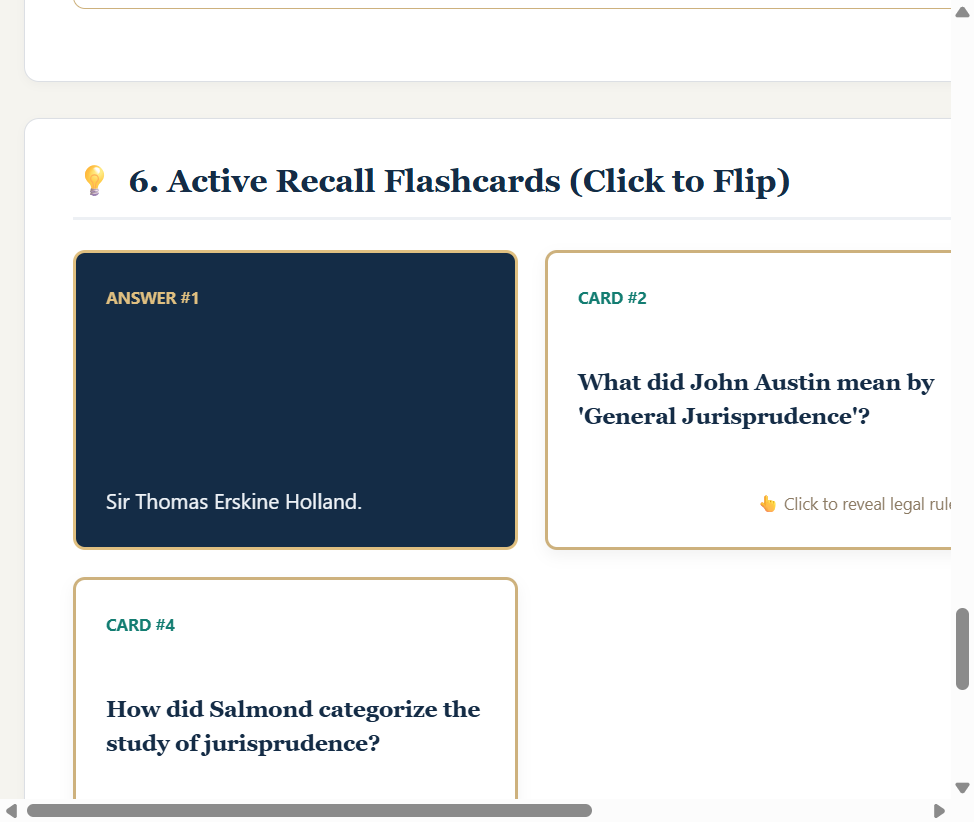 💡 6. Active Recall Flashcards (Click to Flip)
ANSWER #1
Sir Thomas Erskine Holland.
CARD #2
What did John Austin mean by
'General Jurisprudence'?
👆 Click to reveal legal rule
CARD #4
How did Salmond categorize the
study of jurisprudence?